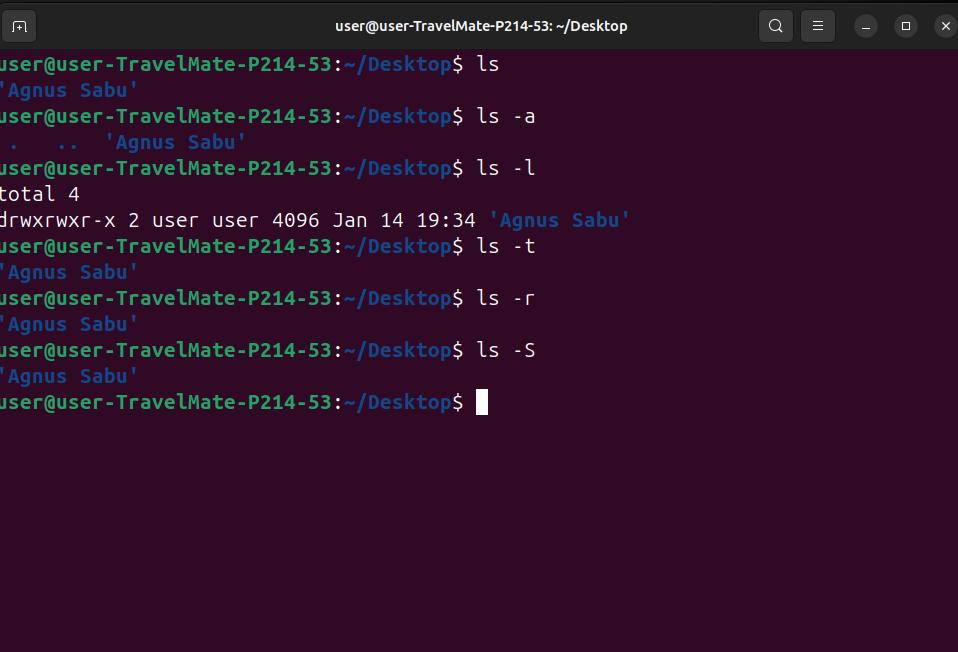 user@user-TravelMate-P214-53: ~/Desktop
user@user-TravelMate-P214-53:~/Desktop$ ls
'Agnus Sabu'
user@user-TravelMate-P214-53:~/Desktop$ ls -a
.   ..  'Agnus Sabu'
user@user-TravelMate-P214-53:~/Desktop$ ls -l
total 4
drwxrwxr-x 2 user user 4096 Jan 14 19:34 'Agnus Sabu'
user@user-TravelMate-P214-53:~/Desktop$ ls -t
'Agnus Sabu'
user@user-TravelMate-P214-53:~/Desktop$ ls -r
'Agnus Sabu'
user@user-TravelMate-P214-53:~/Desktop$ ls -S
'Agnus Sabu'
user@user-TravelMate-P214-53:~/Desktop$